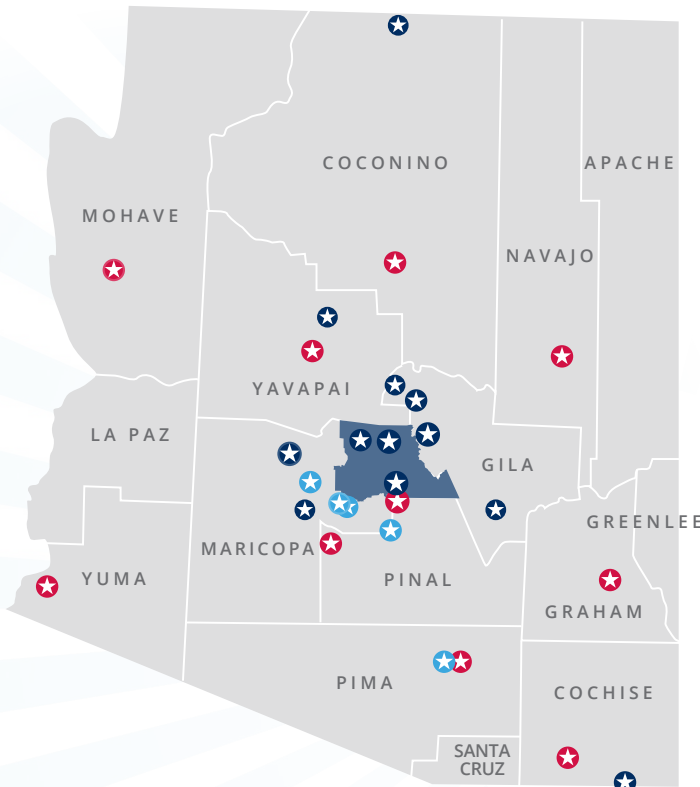 COCONINO
APACHE
MOHAVE
NAVAJO
YAVAPAI
LA PAZ
GILA
GREENLEE
MARICOPA
YUMA
PINAL
GRAHAM
PIMA
COCHISE
SANTA
CRUZ